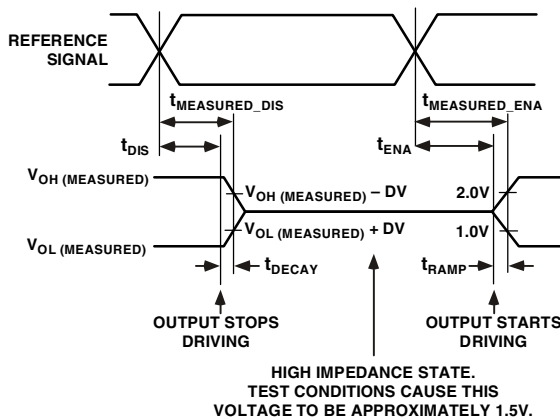 REFERENCE
SIGNAL
tMEASURED_DIS
tMEASURED_ENA
tDIS
tENA
VOH (MEASURED)
VOH (MEASURED) – DV
2.0V
VOL (MEASURED)
VOL (MEASURED) + DV
1.0V
tDECAY
tRAMP
OUTPUT STOPS
DRIVING
OUTPUT STARTS
DRIVING
HIGH IMPEDANCE STATE.
TEST CONDITIONS CAUSE THIS
VOLTAGE TO BE APPROXIMATELY 1.5V.